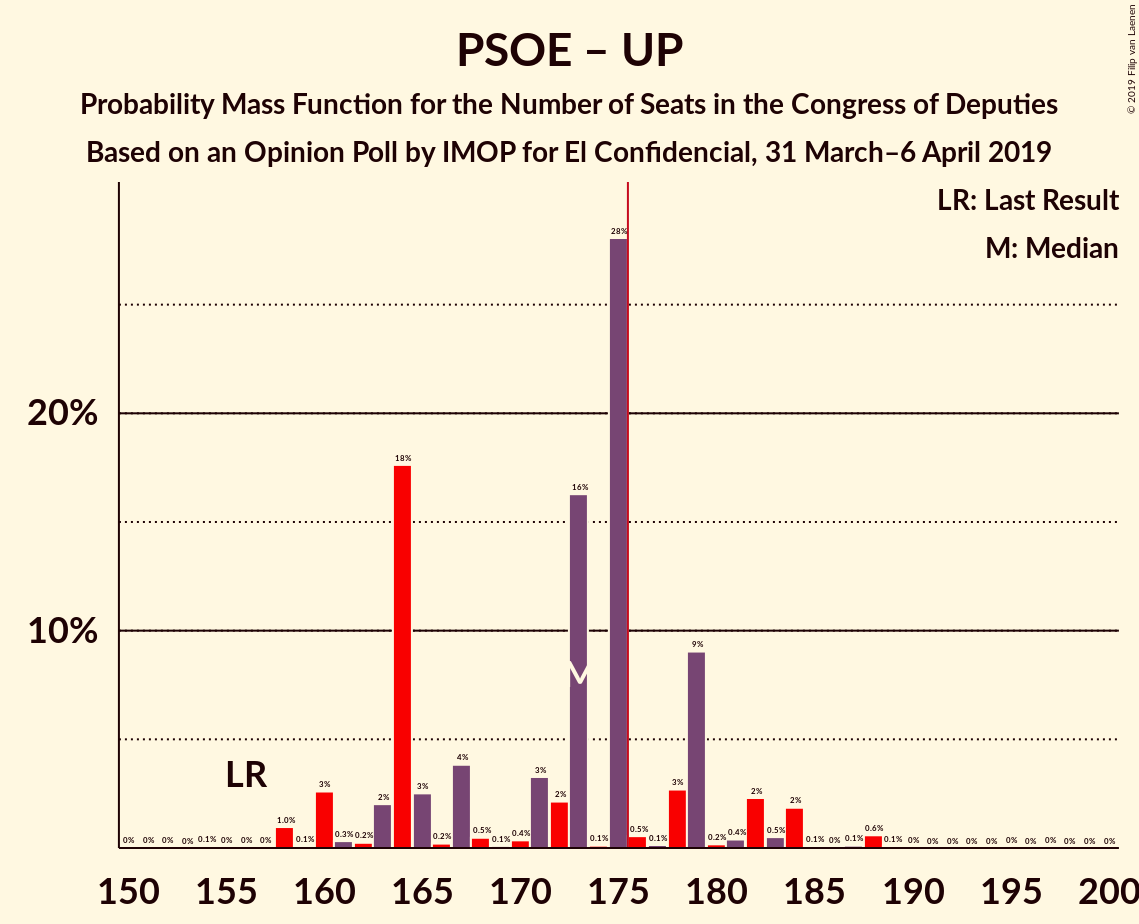 PSOE – UP
Probability Mass Function for the Number of Seats in the Congress of Deputies
Based on an Opinion Poll by IMOP for El Confidencial, 31 March–6 April 2019
© 2019 Filip van Laenen
LR: Last Result
M: Median
20%
10%
0% 0% 0% 0% 0.1% 0% 0% 0% 1.0% 0.1% 3% 0.3% 0.2% 2% 18% 3% 0.2% 4% 0.5% 0.1% 0.4% 3% 2% 16% 0.1% 28% 0.5% 0.1% 3% 9% 0.2% 0.4% 2% 0.5% 2% 0.1% 0% 0.1% 0.6% 0.1% 0% 0% 0% 0% 0% 0% 0% 0% 0% 0% 0%
LR
M
150 155 160 165 170 175 180 185 190 195 200